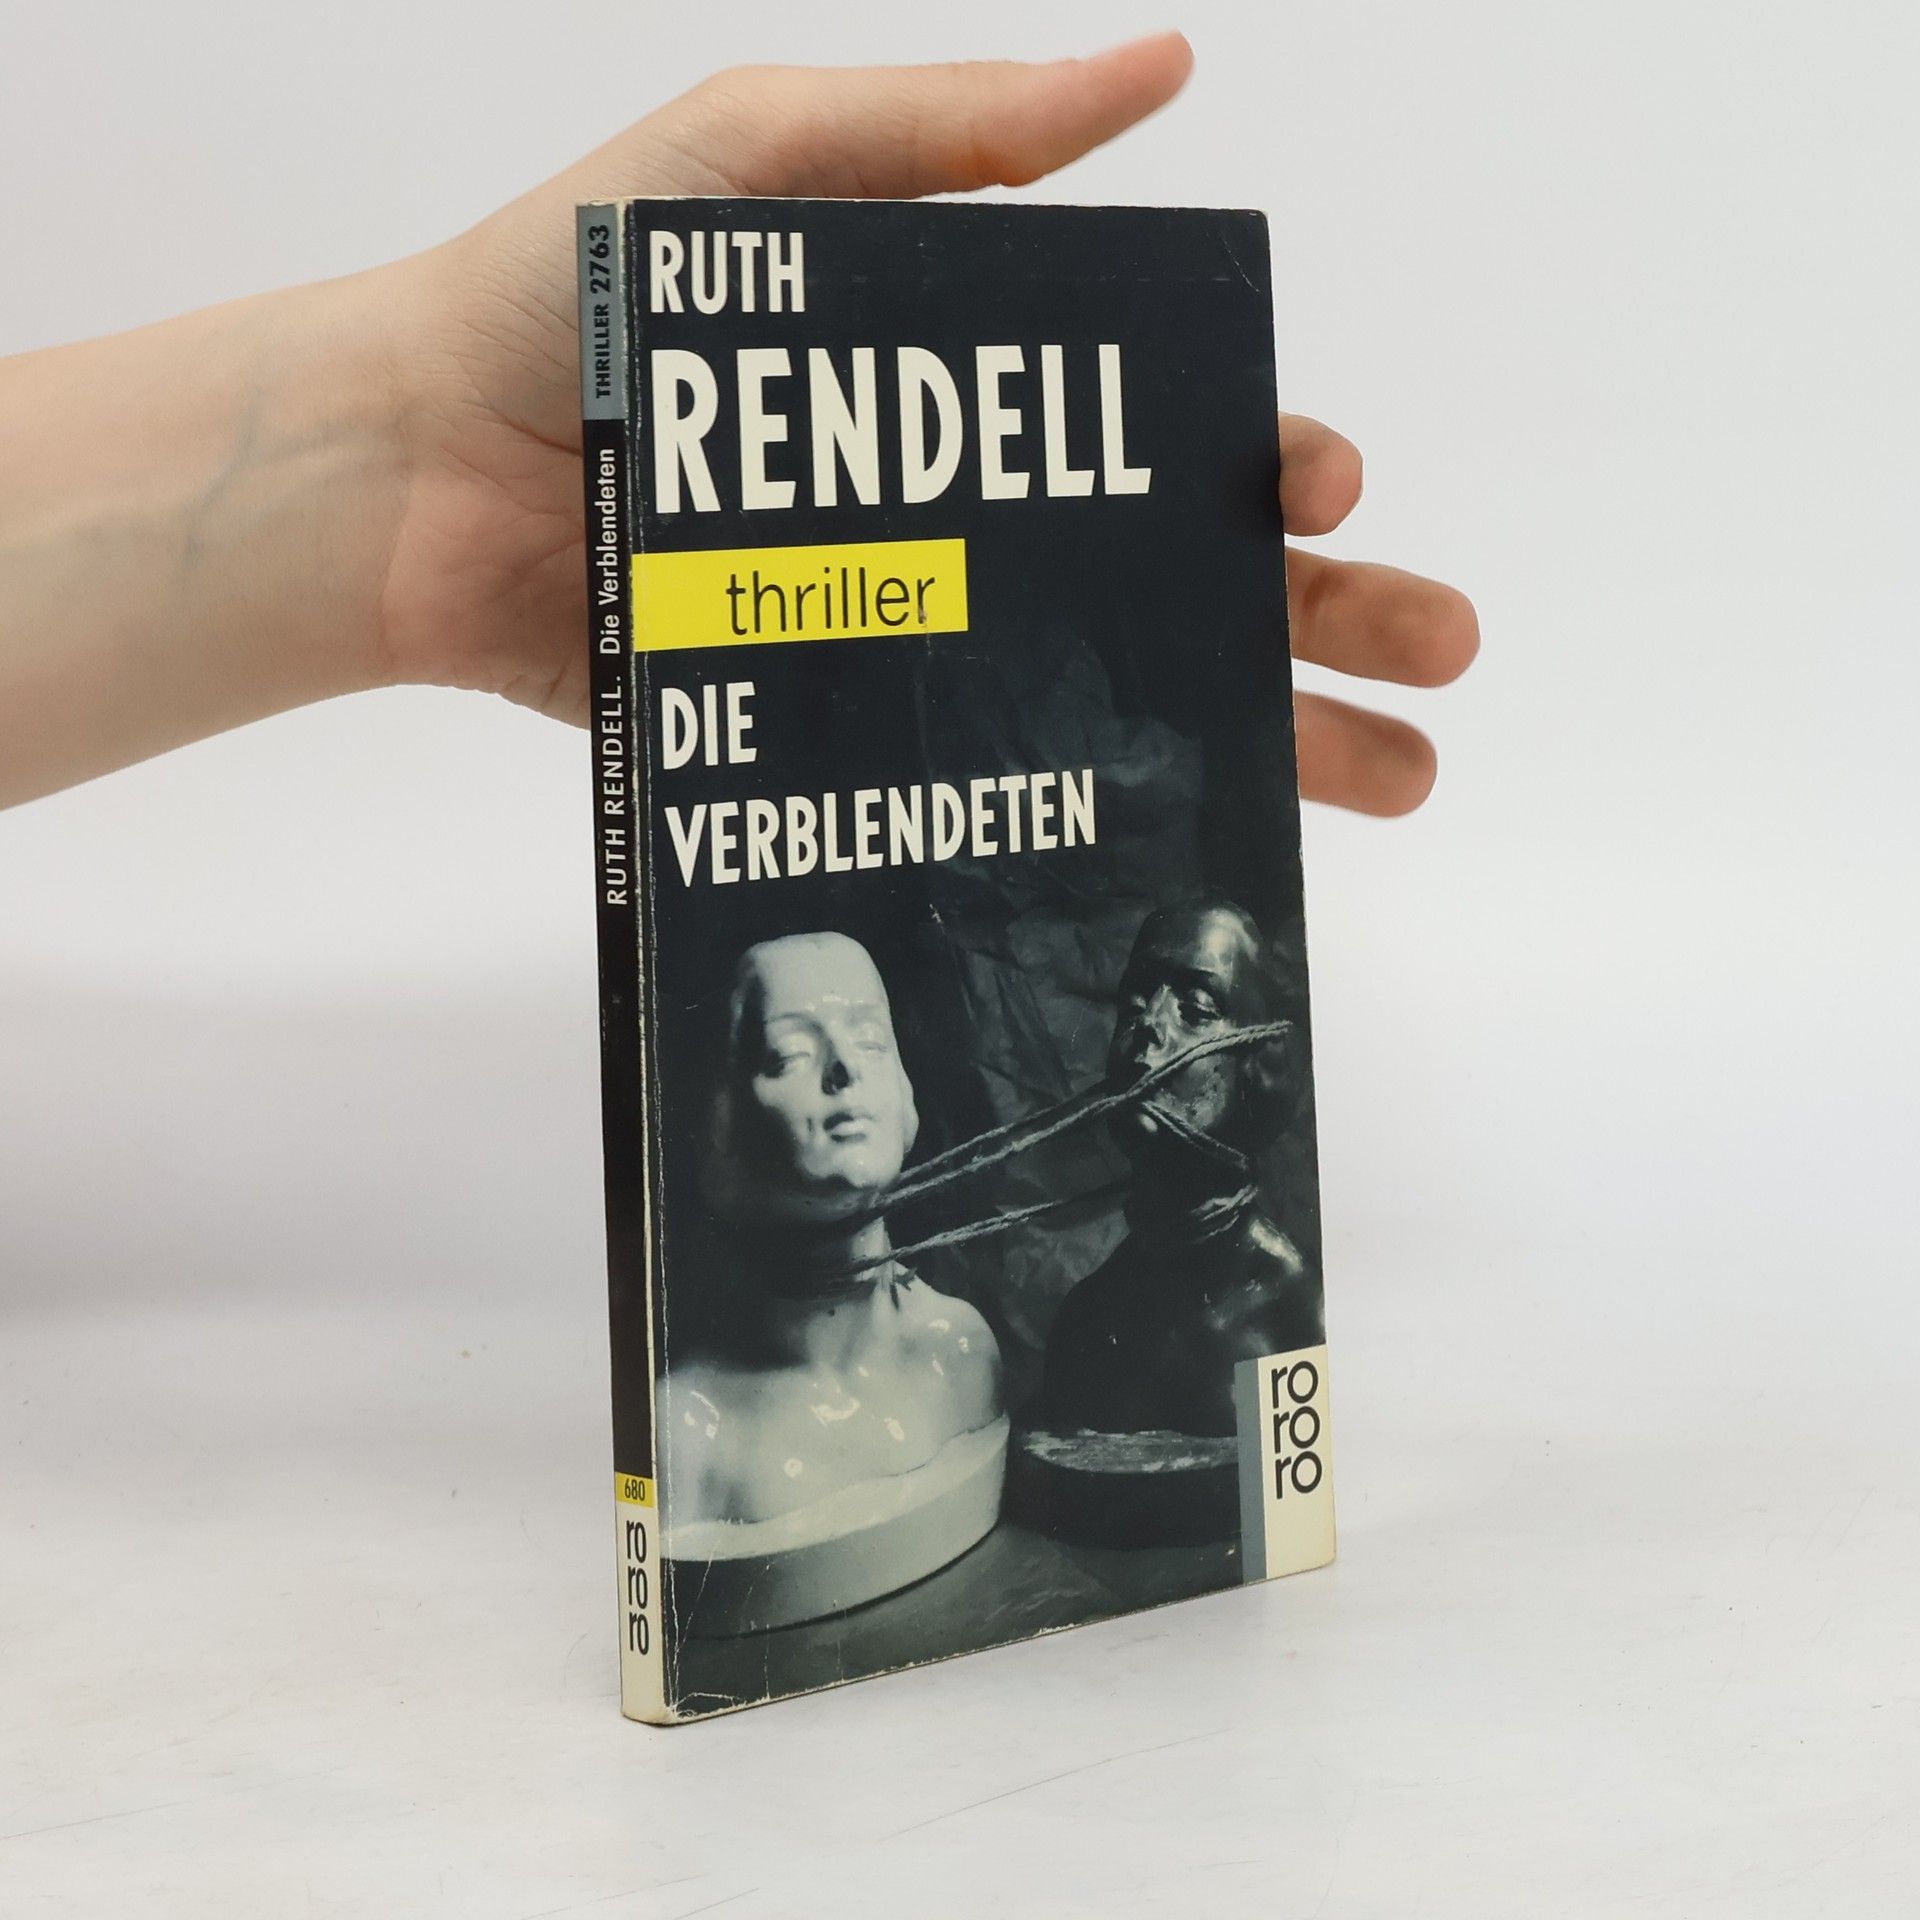 RUTH
RENDELL
thriller
DIE
VERBLENDETEN
ro
ro
ro
RUTH RENDELL. Die Verblendeten THRILLER 2763
680
ro
ro
ro